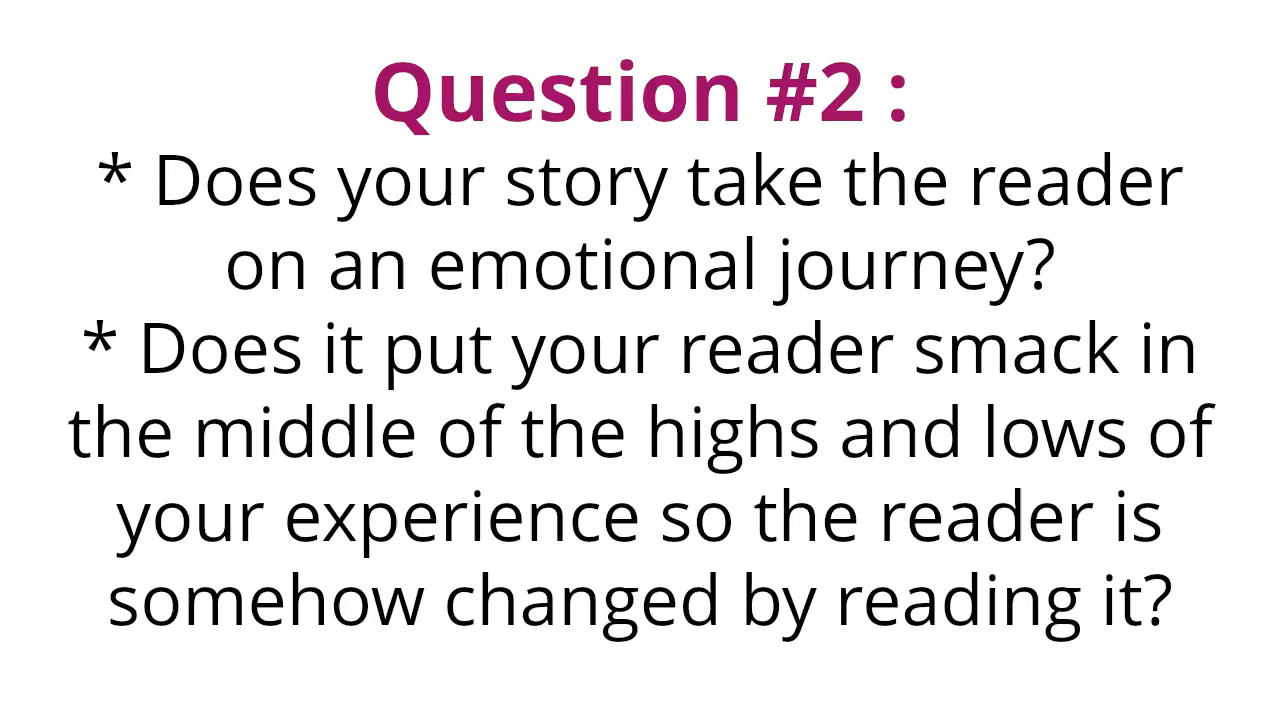 Question #2 :
* Does your story take the reader
on an emotional journey?
* Does it put your reader smack in
the middle of the highs and lows of
your experience so the reader is
somehow changed by reading it?